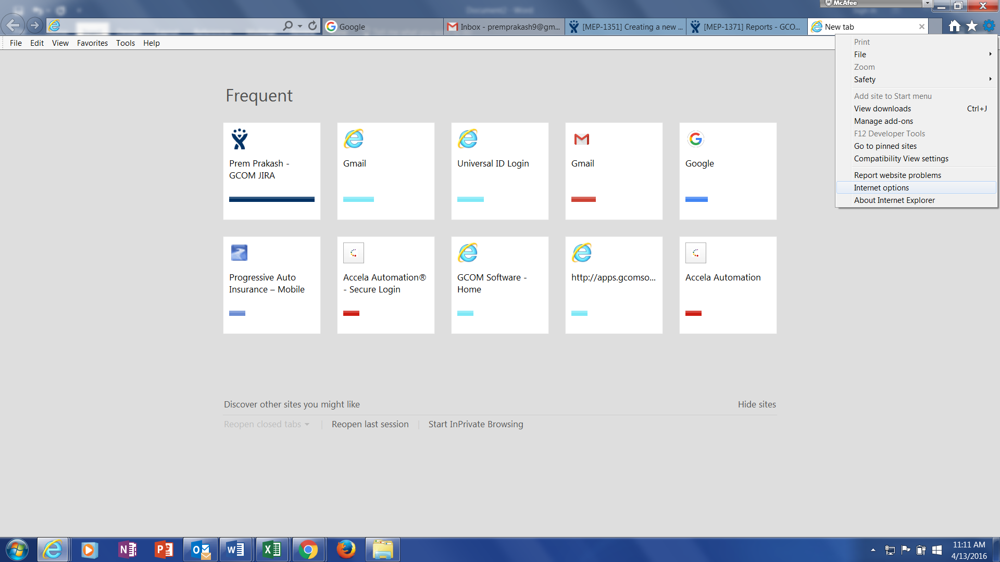 Document2 - Word
McAfee
Google
Inbox - premprakash9@gm...
[MEP-1351] Creating a new ...
[MEP-1371] Reports - GCO...
New tab
File Edit View Favorites Tools Help
Print
File
Zoom
Safety
Add site to Start menu
View downloads Ctrl+J
Manage add-ons
F12 Developer Tools
Go to pinned sites
Compatibility View settings
Report website problems
Internet options
About Internet Explorer
Frequent
Prem Prakash -
GCOM JIRA
Gmail
Universal ID Login
Gmail
Google
Progressive Auto
Insurance – Mobile
Accela Automation®
- Secure Login
GCOM Software -
Home
http://apps.gcomso...
Accela Automation
Discover other sites you might like
Hide sites
Reopen closed tabs
Reopen last session
Start InPrivate Browsing
11:11 AM
4/13/2016